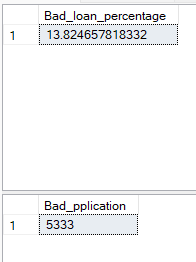 Bad_loan_percentage
1 13.824657818332
Bad_pplication
1 5333